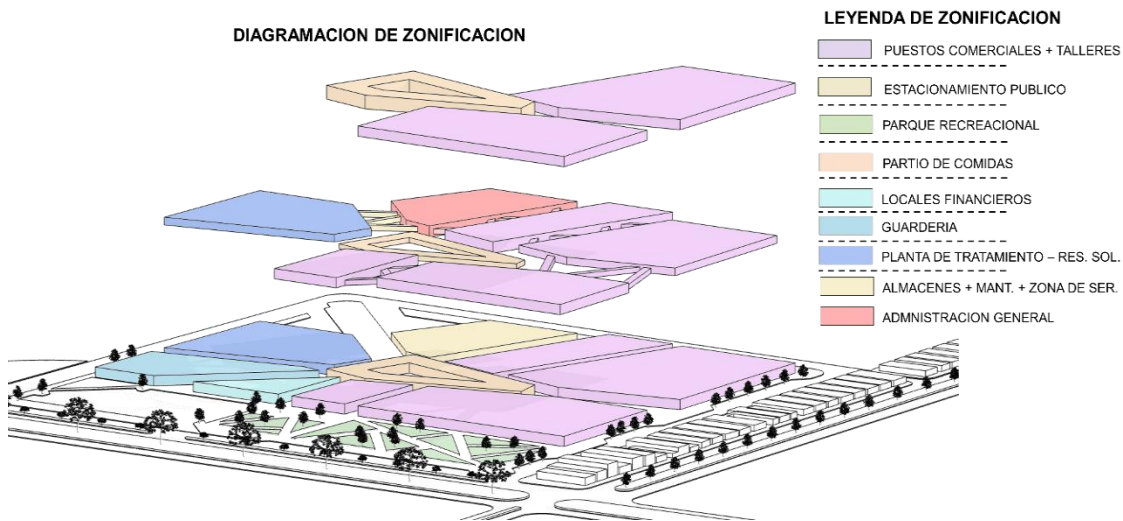 DIAGRAMACION DE ZONIFICACION
LEYENDA DE ZONIFICACION
PUESTOS COMERCIALES + TALLERES
ESTACIONAMIENTO PUBLICO
PARQUE RECREACIONAL
PARTIO DE COMIDAS
LOCALES FINANCIEROS
GUARDERIA
PLANTA DE TRATAMIENTO – RES. SOL.
ALMACENES + MANT. + ZONA DE SER.
ADMNISTRACION GENERAL